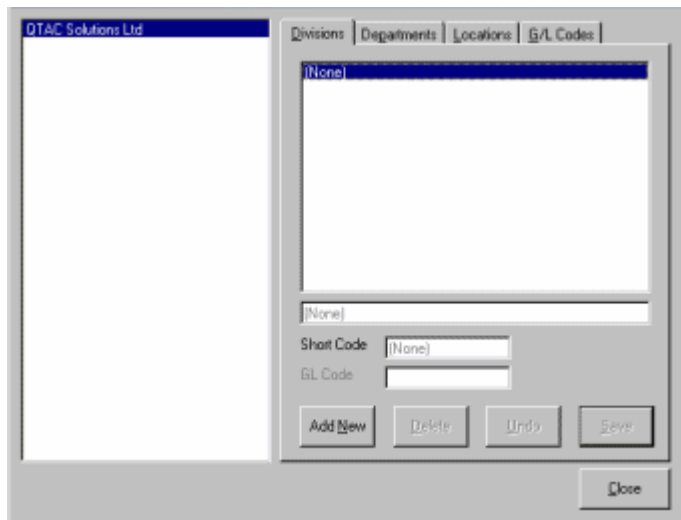 QTAC Solutions Ltd
Divisions Departments Locations G/L Codes
(None)
(None)
Short Code (None)
GL Code
Add New Delete Undo Save
Close